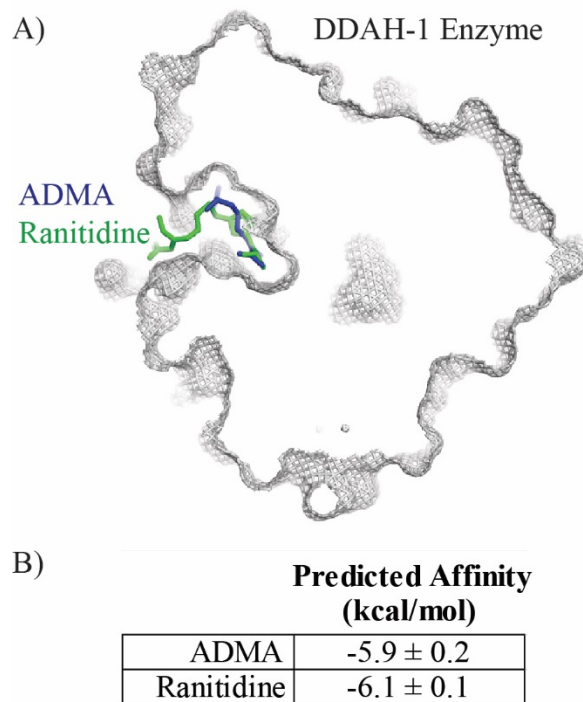 A)
DDAH-1 Enzyme
ADMA
Ranitidine
B)
Predicted Affinity
(kcal/mol)
ADMA -5.9 ± 0.2
Ranitidine -6.1 ± 0.1